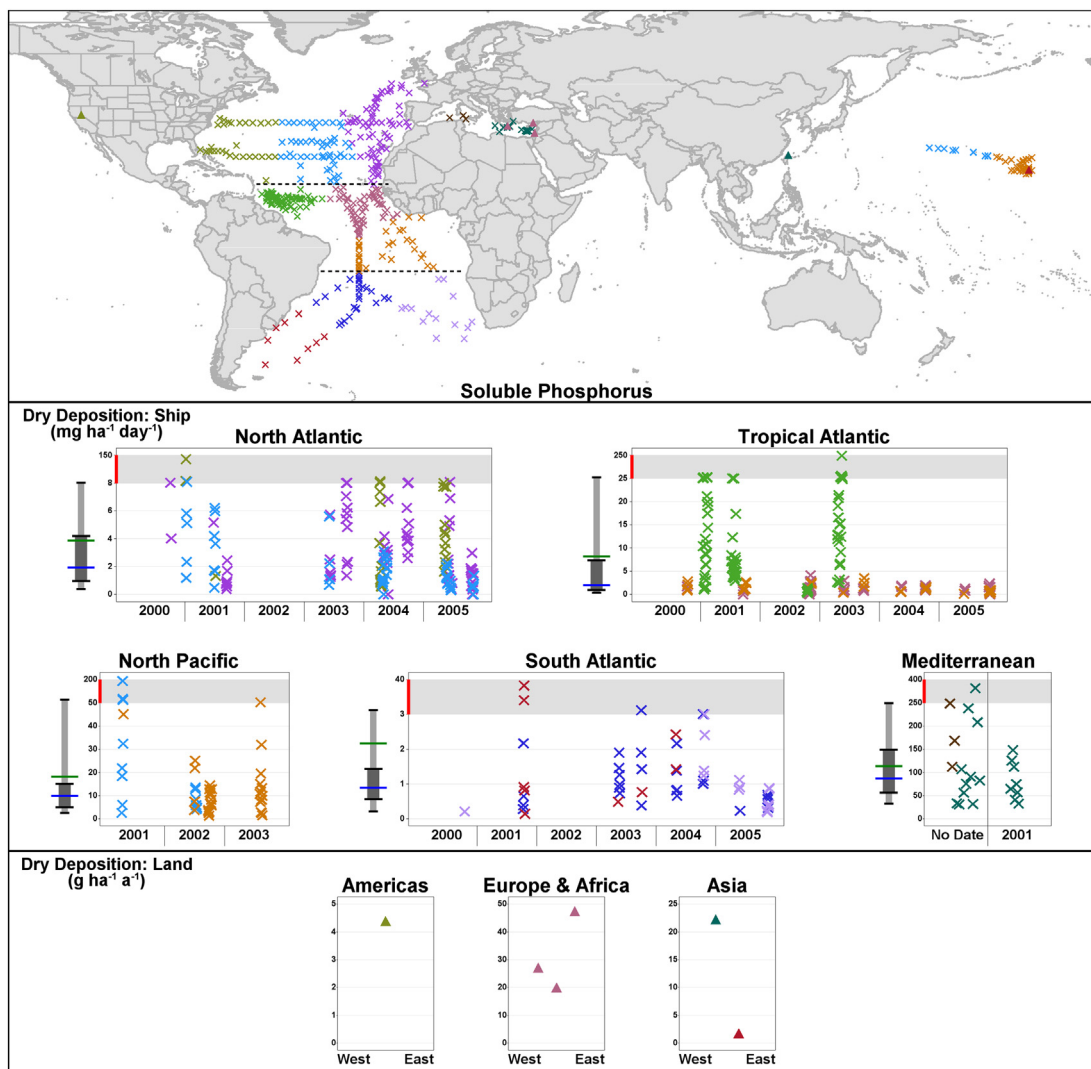 Soluble Phosphorus
Dry Deposition: Ship
(mg ha⁻¹ day⁻¹)
North Atlantic
150
8
6
4
2
0
2000 2001 2002 2003 2004 2005
Tropical Atlantic
250
25
20
15
10
5
0
2000 2001 2002 2003 2004 2005
North Pacific
200
50
40
30
20
10
0
2001 2002 2003
South Atlantic
40
3
2
1
0
2000 2001 2002 2003 2004 2005
Mediterranean
400
250
200
150
100
50
0
No Date 2001
Dry Deposition: Land
(g ha⁻¹ a⁻¹)
Americas
5
4
3
2
1
0
West East
Europe & Africa
50
40
30
20
10
0
West East
Asia
25
20
15
10
5
0
West East